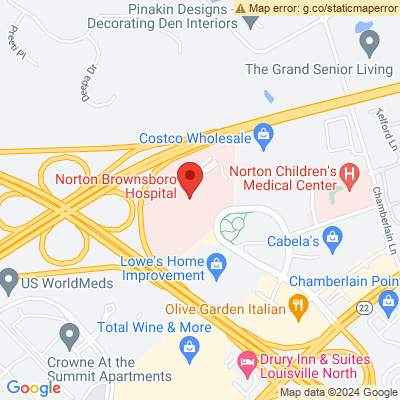 Map error: g.co/staticmaperror
Pinakin Designs -
Decorating Den Interiors
Preeti Pl
Deepa Dr
The Grand Senior Living
Telford Ln
Costco Wholesale
Norton Brownsboro
Hospital
Norton Children's
Medical Center
H
Chamberlain Ln
Cabela's
Lowe's Home
Improvement
US WorldMeds
Chamberlain Poin
Olive Garden Italian
22
Total Wine & More
Crowne At the
Summit Apartments
Drury Inn & Suites
Louisville North
Google
Map data ©2024 Google